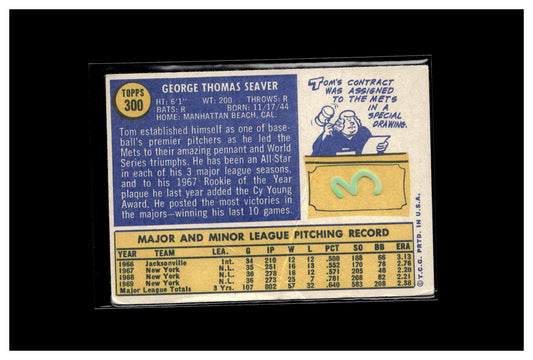 TOPPS
300
GEORGE THOMAS SEAVER
HT: 6'1" WT: 200 THROWS: R
BATS: R BORN: 11/17/44
HOME: MANHATTAN BEACH, CAL.
Tom established himself as one of base-
ball's premier pitchers as he led the
Mets to their amazing pennant and World
Series triumphs. He has been an All-Star
in each of his 3 major league seasons,
and to his 1967 Rookie of the Year
plaque he last year added the Cy Young
Award. He posted the most victories in
the majors—winning his last 10 games.
TOM'S CONTRACT
WAS ASSIGNED
TO THE METS
IN A
SPECIAL
DRAWING.
3
MAJOR AND MINOR LEAGUE PITCHING RECORD
YEAR TEAM LEA. G IP W L PCT SO BB ERA
1966 Jacksonville Int. 34 210 12 12 .500 188 66 3.13
1967 New York N.L. 35 251 16 13 .552 170 78 2.76
1968 New York N.L. 36 278 16 12 .571 205 48 2.20
1969 New York N.L. 36 273 25 7 .781 208 82 2.21
Major League Totals 3 Yrs. 107 802 57 32 .640 583 208 2.38
© T.C.G. PRTD. IN U.S.A.